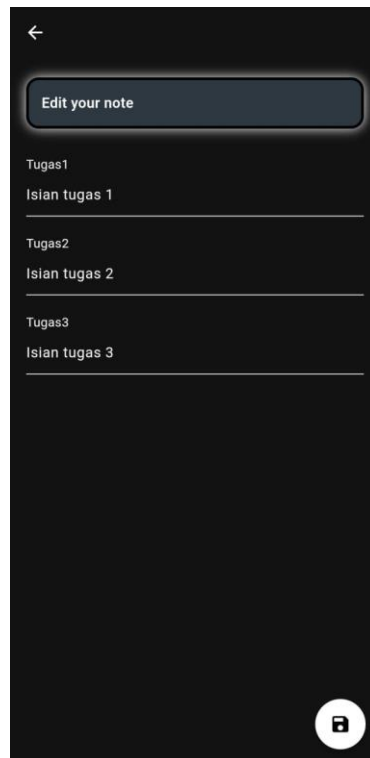 Edit your note
Tugas1
Isian tugas 1
Tugas2
Isian tugas 2
Tugas3
Isian tugas 3